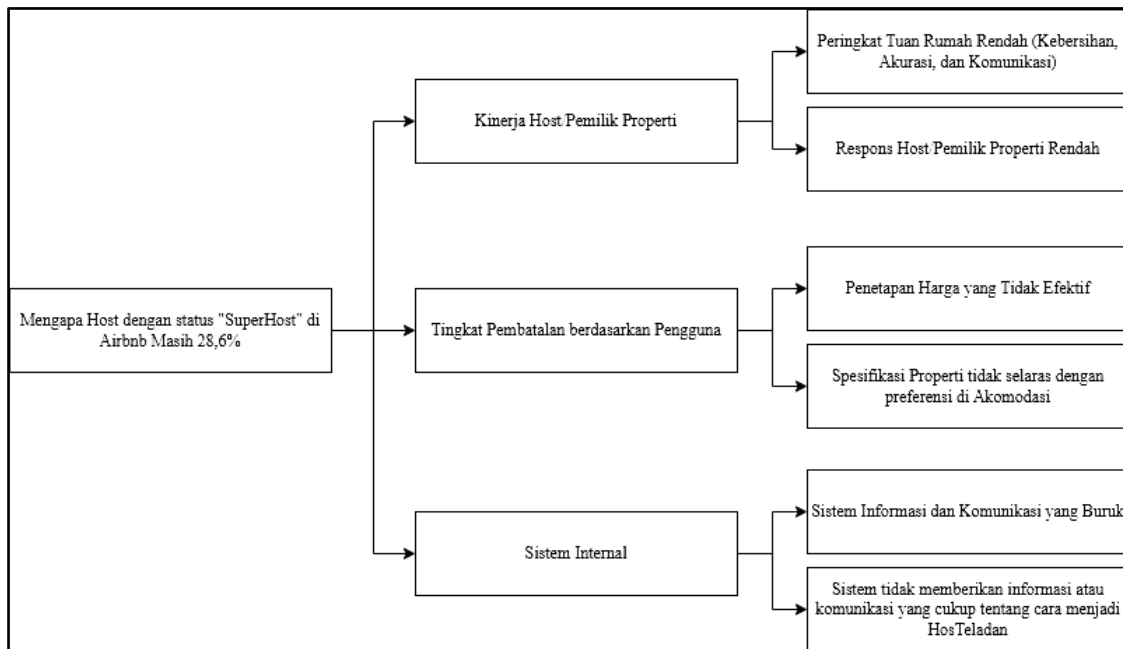 Mengapa Host dengan status "SuperHost" di
Airbnb Masih 28,6%
Kinerja Host/Pemilik Properti
Peringkat Tuan Rumah Rendah (Kebersihan,
Akurasi, dan Komunikasi)
Respons Host/Pemilik Properti Rendah
Tingkat Pembatalan berdasarkan Pengguna
Penetapan Harga yang Tidak Efektif
Spesifikasi Properti tidak selaras dengan
preferensi di Akomodasi
Sistem Internal
Sistem Informasi dan Komunikasi yang Buruk
Sistem tidak memberikan informasi atau
komunikasi yang cukup tentang cara menjadi
HosTeladan